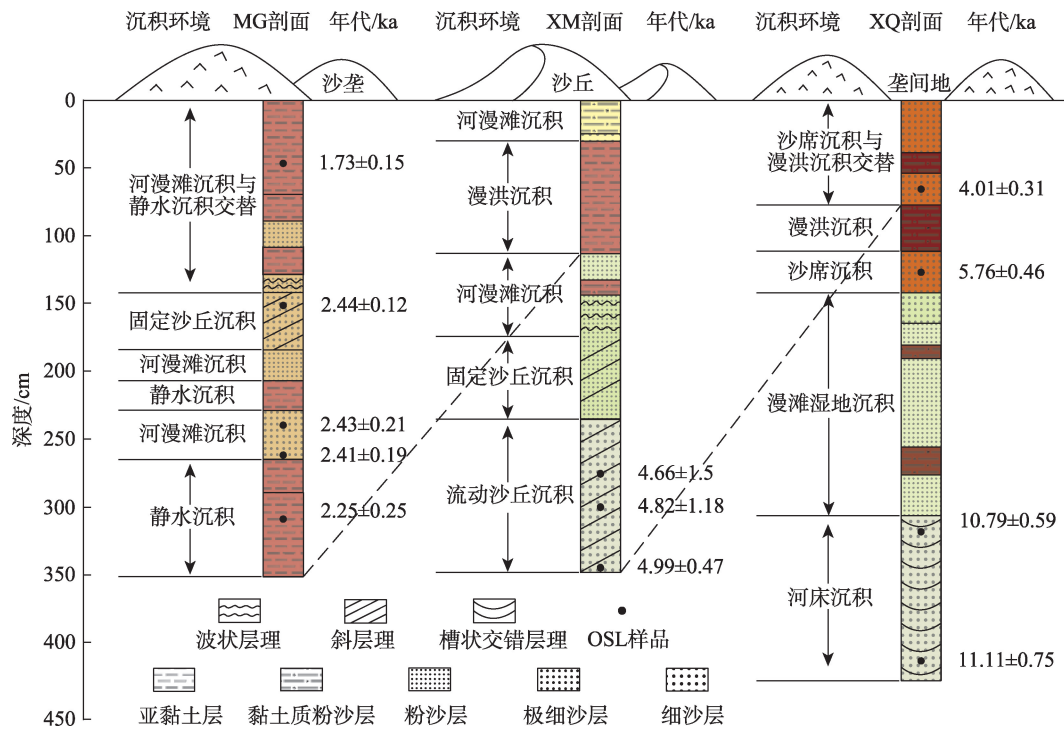 沉积环境 MG剖面 年代/ka 沉积环境 XM剖面 年代/ka 沉积环境 XQ剖面 年代/ka
沙垄 沙丘 垄间地
深度/cm
0
50
100
150
200
250
300
350
400
450
河漫滩沉积与
静水沉积交替
固定沙丘沉积
河漫滩沉积
静水沉积
河漫滩沉积
静水沉积
1.73±0.15
2.44±0.12
2.43±0.21
2.41±0.19
2.25±0.25
河漫滩沉积
漫洪沉积
河漫滩沉积
固定沙丘沉积
流动沙丘沉积
4.66±1.5
4.82±1.18
4.99±0.47
沙席沉积与
漫洪沉积交替
漫洪沉积
沙席沉积
漫滩湿地沉积
河床沉积
4.01±0.31
5.76±0.46
10.79±0.59
11.11±0.75
波状层理 斜层理 槽状交错层理 OSL样品
亚黏土层 黏土质粉沙层 粉沙层 极细沙层 细沙层